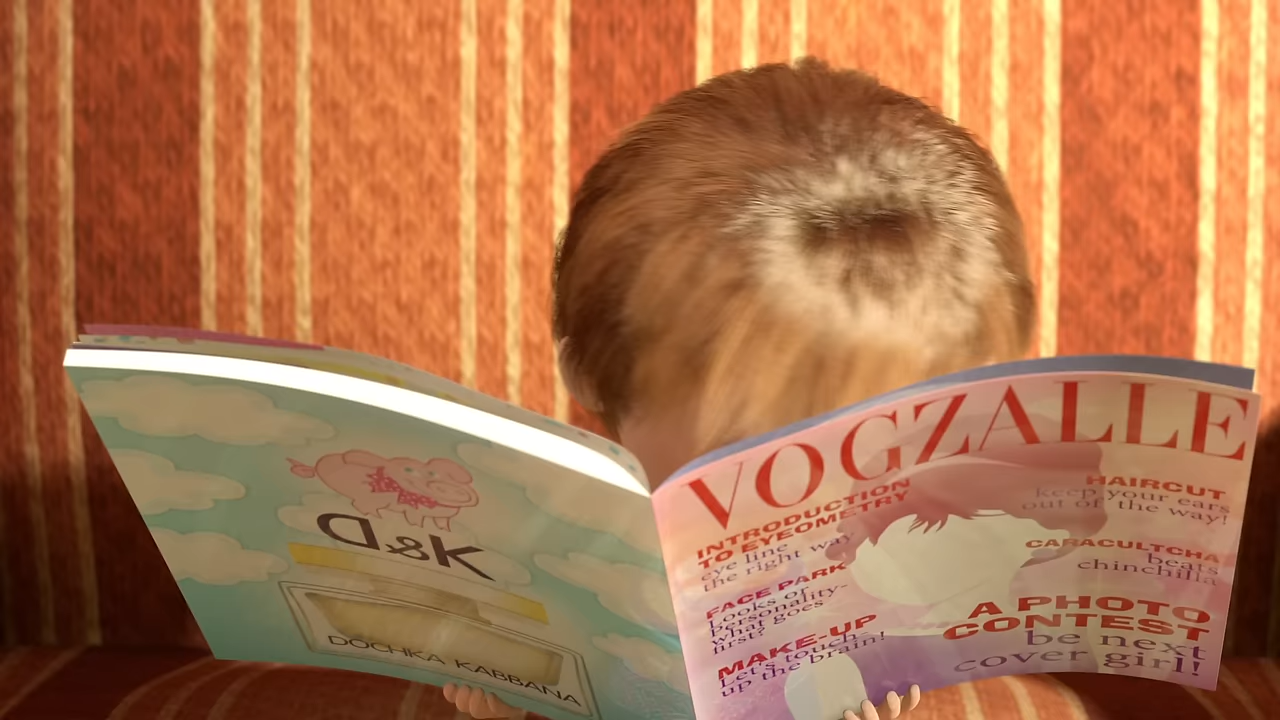 D&K
DOCHKA KABBANA
VOGZALLE
INTRODUCTION
TO EYEOMETRY
eye line
the right way
FACE PARK
Looks of
personality-
what goes
first?
MAKE-UP
Let's touch-
up the brain!
HAIRCUT
keep your ears
out of the way!
CARACULTCHA
beats
chinchilla
A PHOTO
CONTEST
be next
cover girl!